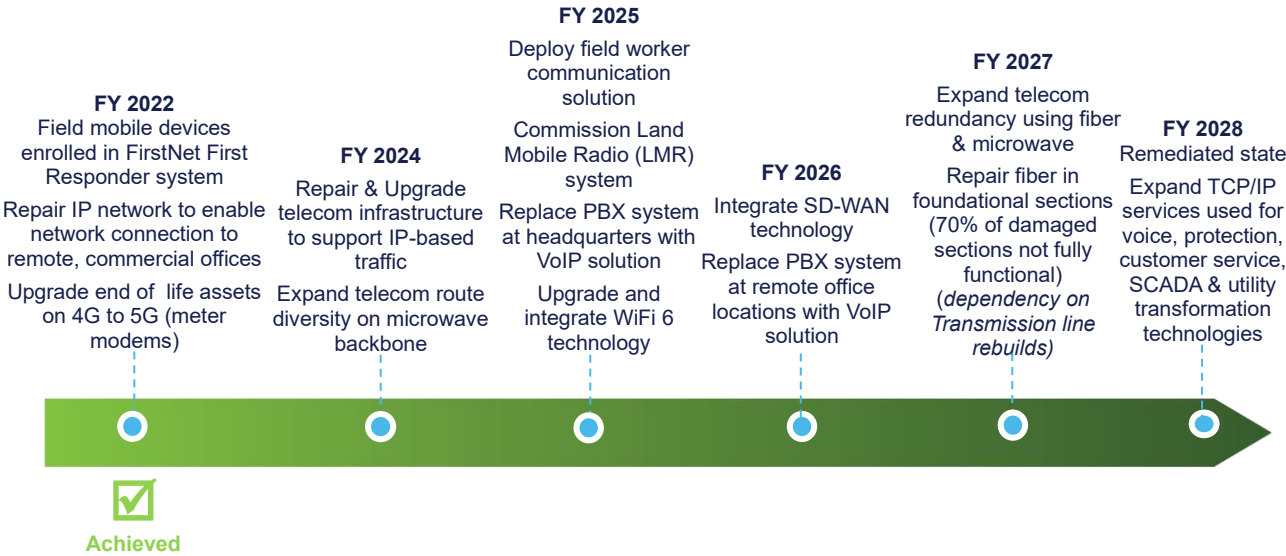 FY 2022
Field mobile devices
enrolled in FirstNet First
Responder system
Repair IP network to enable
network connection to
remote, commercial offices
Upgrade end of life assets
on 4G to 5G (meter
modems)
FY 2024
Repair & Upgrade
telecom infrastructure
to support IP-based
traffic
Expand telecom route
diversity on microwave
backbone
FY 2025
Deploy field worker
communication
solution
Commission Land
Mobile Radio (LMR)
system
Replace PBX system
at headquarters with
VoIP solution
Upgrade and
integrate WiFi 6
technology
FY 2026
Integrate SD-WAN
technology
Replace PBX system
at remote office
locations with VoIP
solution
FY 2027
Expand telecom
redundancy using fiber
& microwave
Repair fiber in
foundational sections
(70% of damaged
sections not fully
functional)
(dependency on
Transmission line
rebuilds)
FY 2028
Remediated state
Expand TCP/IP
services used for
voice, protection,
customer service,
SCADA & utility
transformation
technologies
Achieved